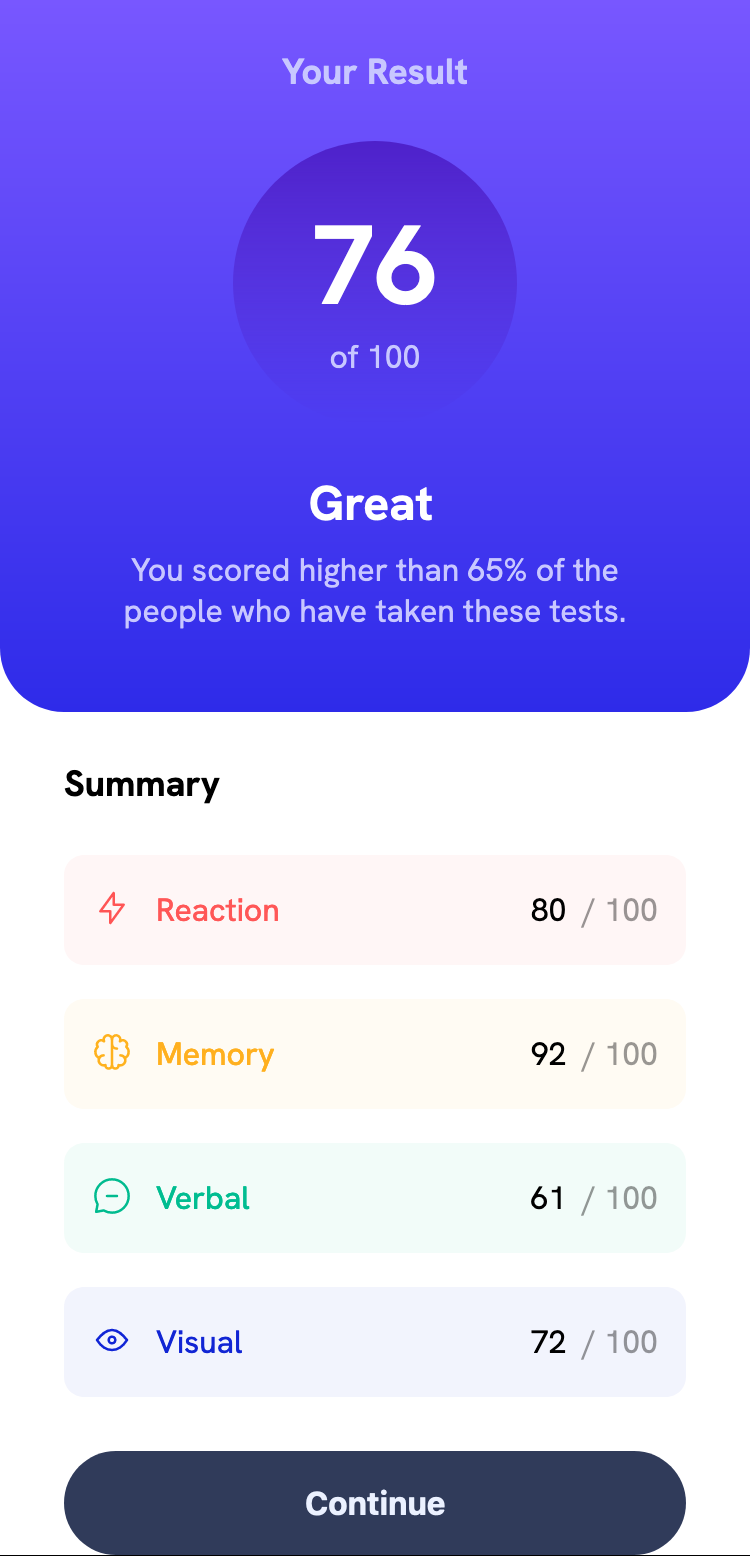 Your Result
76
of 100
Great
You scored higher than 65% of the
people who have taken these tests.
Summary
Reaction 80 / 100
Memory 92 / 100
Verbal 61 / 100
Visual 72 / 100
Continue